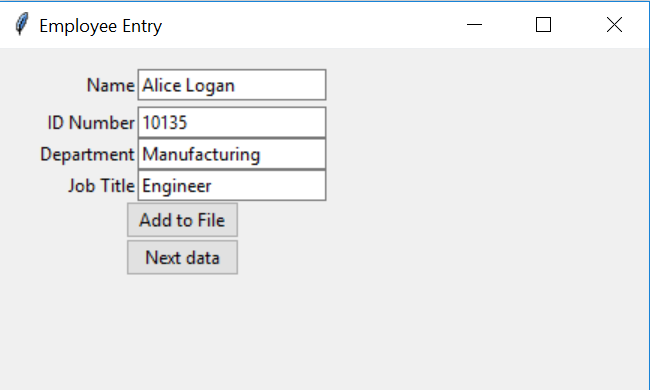 Employee Entry
Name Alice Logan
ID Number 10135
Department Manufacturing
Job Title Engineer
Add to File
Next data